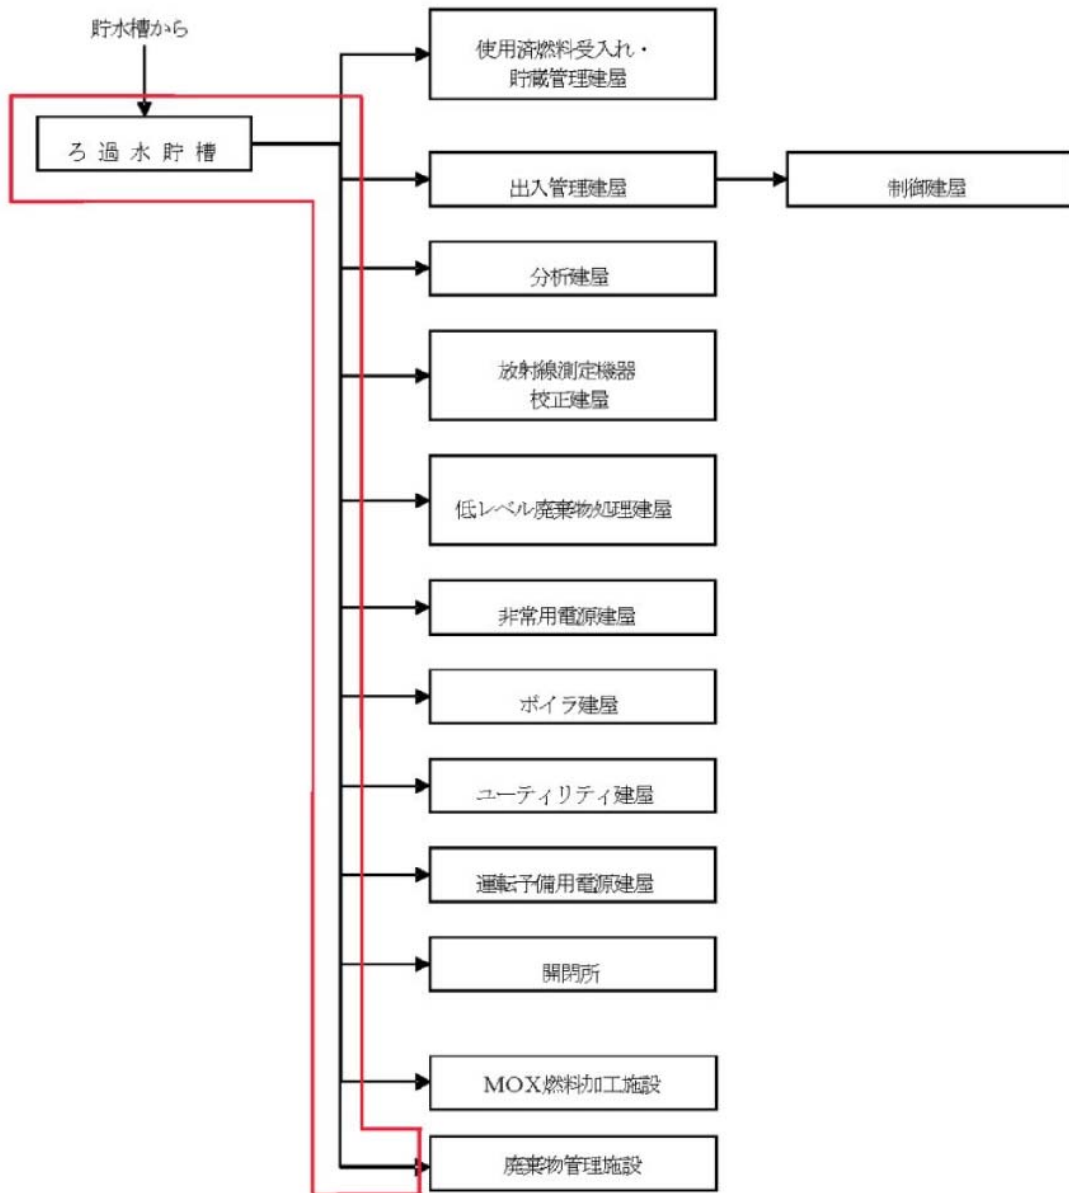 貯水槽から
ろ過水貯槽
使用済燃料受入れ・
貯蔵管理建屋
出入管理建屋
制御建屋
分析建屋
放射線測定機器
校正建屋
低レベル廃棄物処理建屋
非常用電源建屋
ボイラ建屋
ユーティリティ建屋
運転予備用電源建屋
開閉所
MOX燃料加工施設
廃棄物管理施設